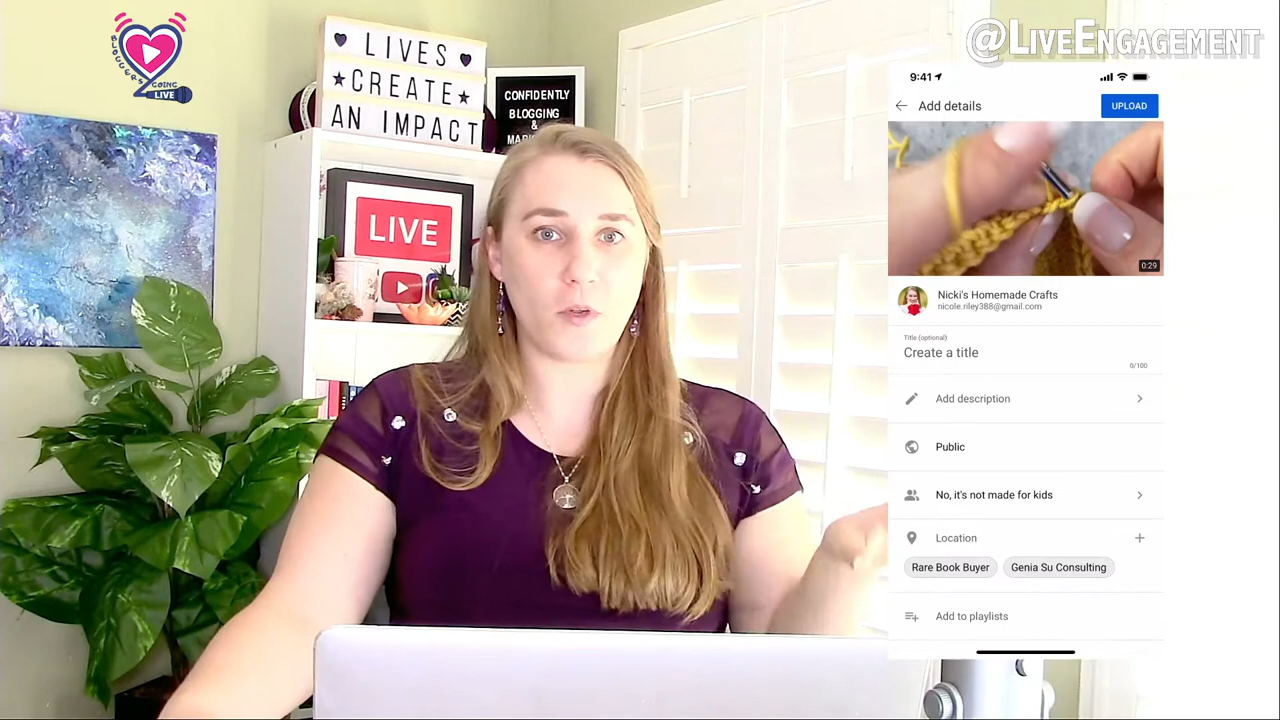 BLOGGERS
GOING
LIVE
LIVES
CREATE
AN IMPACT
CONFIDENTLY
BLOGGING
&
LIVE
@LIVEENGAGEMENT
9:41
Add details
UPLOAD
0:29
Nicki's Homemade Crafts
nicole.riley388@gmail.com
Title (optional)
Create a title
0/100
Add description
Public
No, it's not made for kids
Location
Rare Book Buyer
Genia Su Consulting
Add to playlists